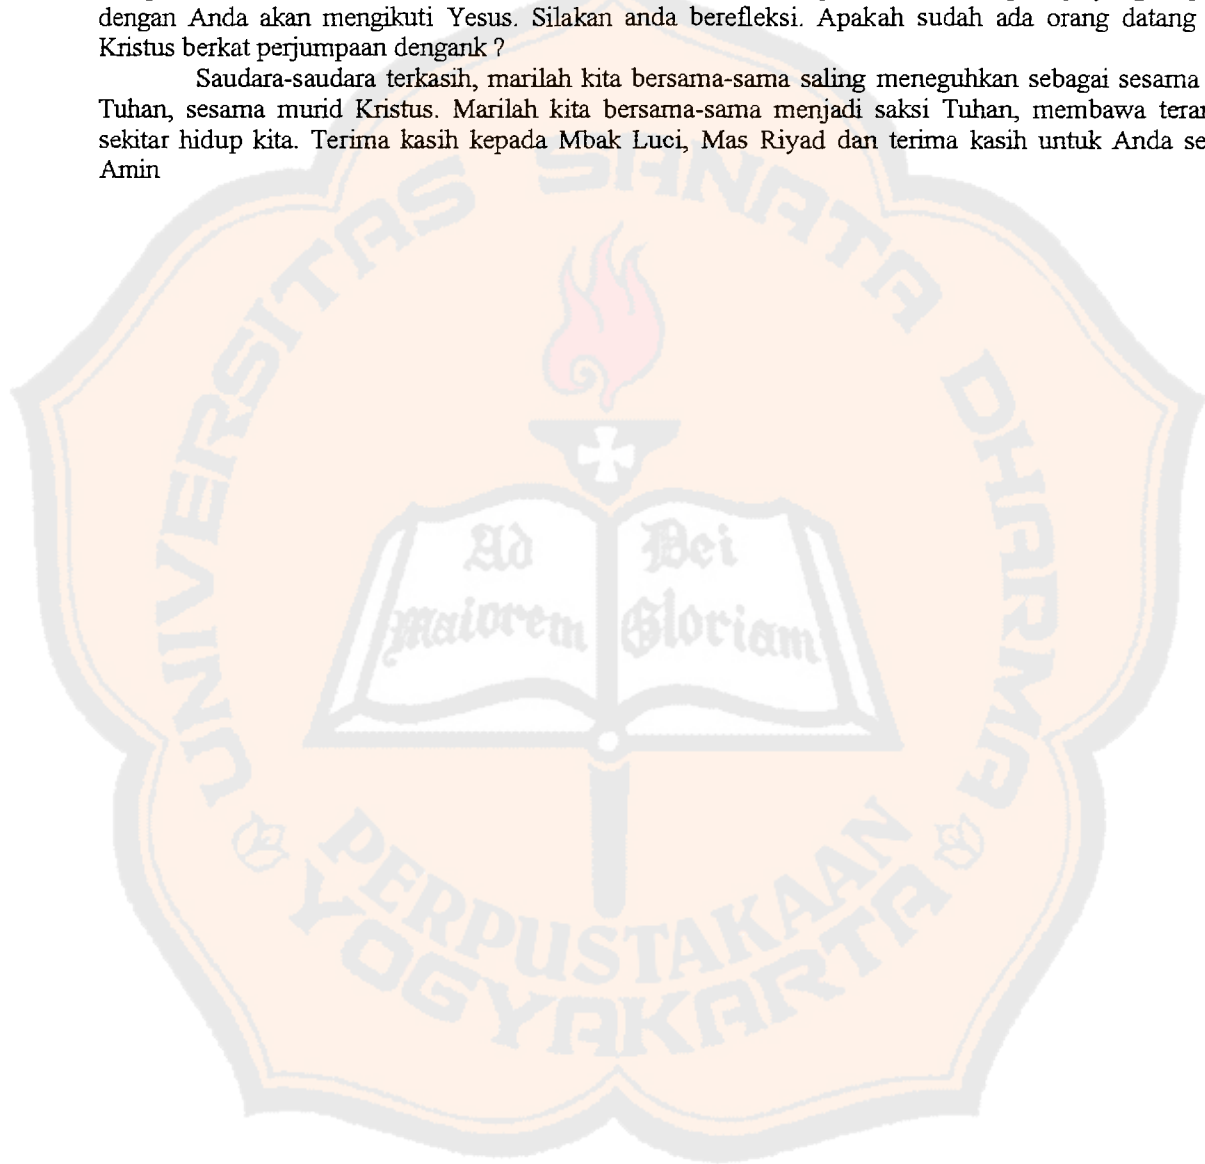 dengan Anda akan mengikuti Yesus. Silakan anda berefleksi. Apakah sudah ada orang datang
Kristus berkat perjumpaan dengank ?
Saudara-saudara terkasih, marilah kita bersama-sama saling meneguhkan sebagai sesama
Tuhan, sesama murid Kristus. Marilah kita bersama-sama menjadi saksi Tuhan, membawa terar
sekitar hidup kita. Terima kasih kepada Mbak Luci, Mas Riyad dan terima kasih untuk Anda se
Amin
UNIVERSITAS SANATA DHARMA
Ad Dei
Maiorem Gloriam
PERPUSTAKAAN
YOGYAKARTA